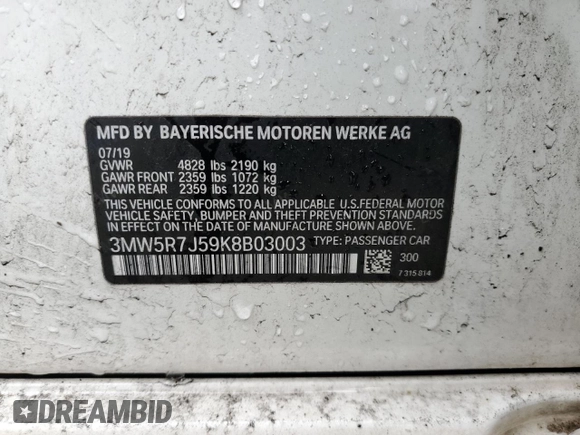 MFD BY BAYERISCHE MOTOREN WERKE AG
07/19
GVWR 4828 lbs 2190 kg
GAWR FRONT 2359 lbs 1072 kg
GAWR REAR 2359 lbs 1220 kg
THIS VEHICLE CONFORMS TO ALL APPLICABLE U.S. FEDERAL MOTOR
VEHICLE SAFETY, BUMPER AND THEFT PREVENTION STANDARDS IN
EFFECT ON THE DATE OF MANUFACTURE SHOWN ABOVE.
3MW5R7J59K8B03003 TYPE: PASSENGER CAR
300
7 315 814
DREAMBID